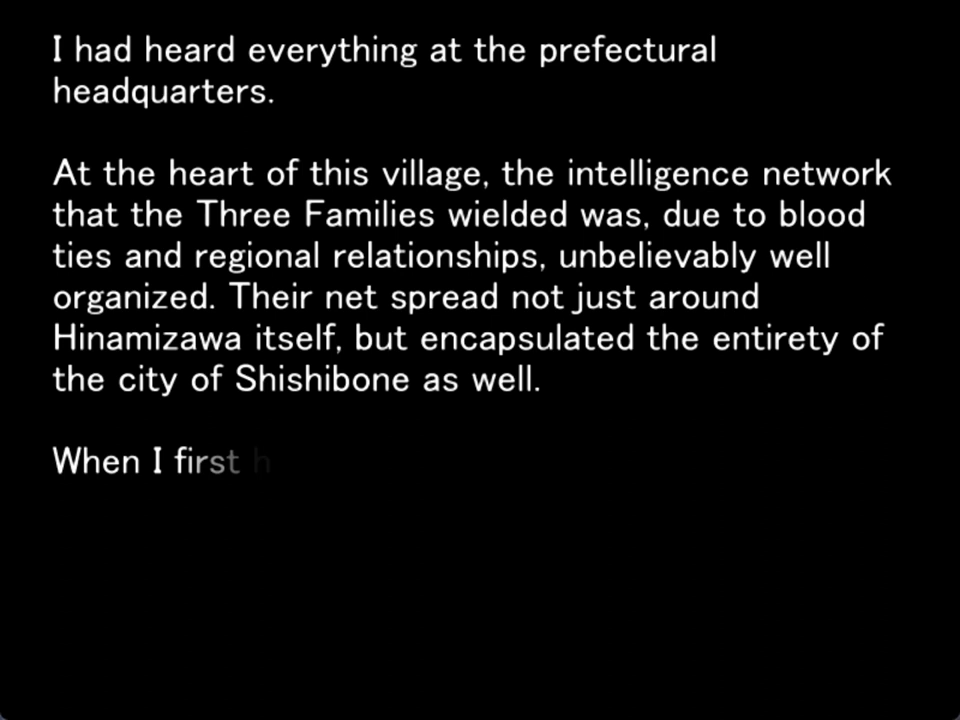 I had heard everything at the prefectural
headquarters.
At the heart of this village, the intelligence network
that the Three Families wielded was, due to blood
ties and regional relationships, unbelievably well
organized. Their net spread not just around
Hinamizawa itself, but encapsulated the entirety of
the city of Shishibone as well.
When I first h